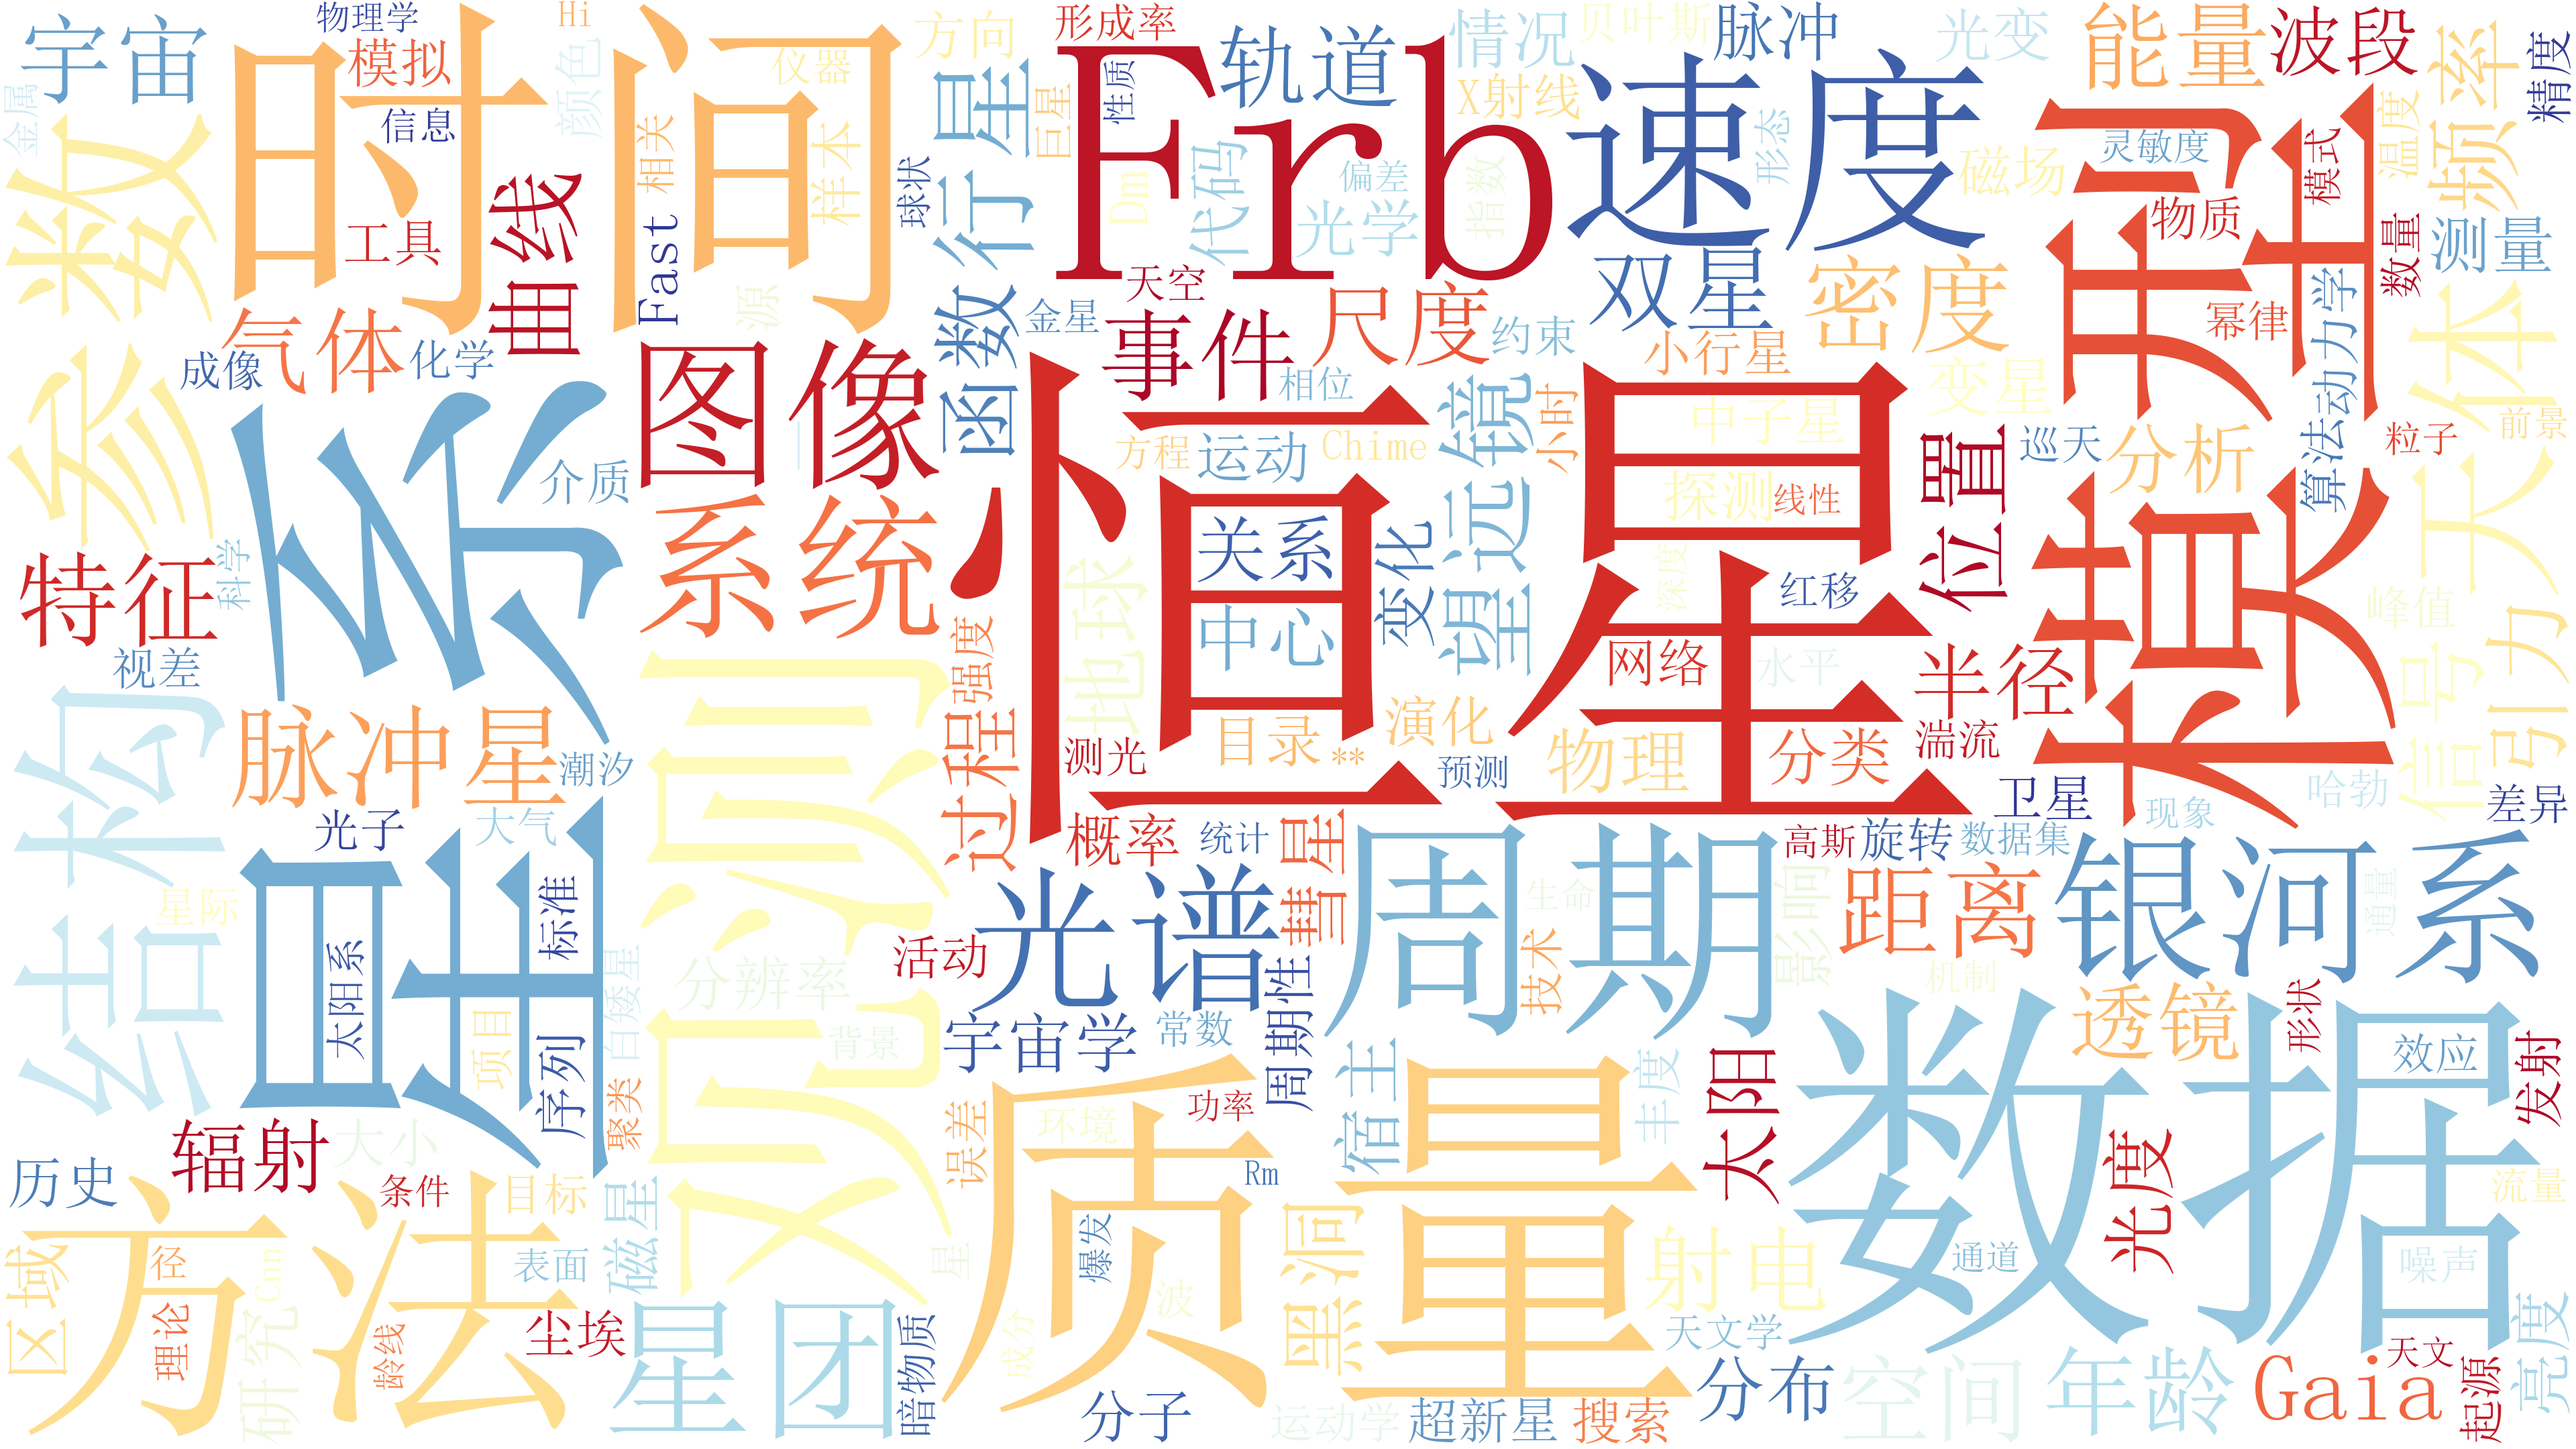 宇宙
物理学
Hi
模拟
颜色
时间
仪器
方向
形成率
轨道
情况
贝叶斯
脉冲
光变
能量
波段
频率
精度
金属
参数
信息
工具
曲线
相关
Fast
样本
源
球状
行星
巨星
性质
Frb
Dm
代码
X射线
偏差
光学
指数
速度
形态
磁场
灵敏度
温度
物质
模式
数量
测量
气体
成像
化学
图像
函数
金星
天空
事件
尺度
相位
约束
双星
小行星
密度
变星
模型
幂律
动力学
天体
前景
星系
介质
系统
恒星
方程
运动
Chime
关系
中心
变化
望远镜
小时
中子星
探测
线性
深度
红移
位置
巡天
分析
算法
粒子
特征
科学
视差
结构
脉冲星
潮汐
光子
大气
观测
强度
过程
地球
测光
目录
**
演化
预测
物理
网络
水平
分类
半径
湍流
卫星
现象
峰值
信号
哈勃
引力
差异
星际
太阳系
标准
项目
序列
白矮星
聚类
分辨率
背景
活动
光谱
概率
统计
彗星
周期
周期性
技术
生命
影响
高斯
旋转
数据集
距离
机制
银河系
透镜
通量
形状
效应
发射
宇宙学
常数
辐射
大小
历史
方法
条件
目标
区域
径
理论
龄线
Cnn
研究
表面
尘埃
磁星
星团
误差
环境
质量
功率
Rm
宿主
星
爆发
波
成分
暗物质
分子
黑洞
运动学
超新星
搜索
丰度
太阳
射电
天文学
分布
数据
通道
空间
年龄
光度
噪声
流量
Gaia
天文
起源
亮度